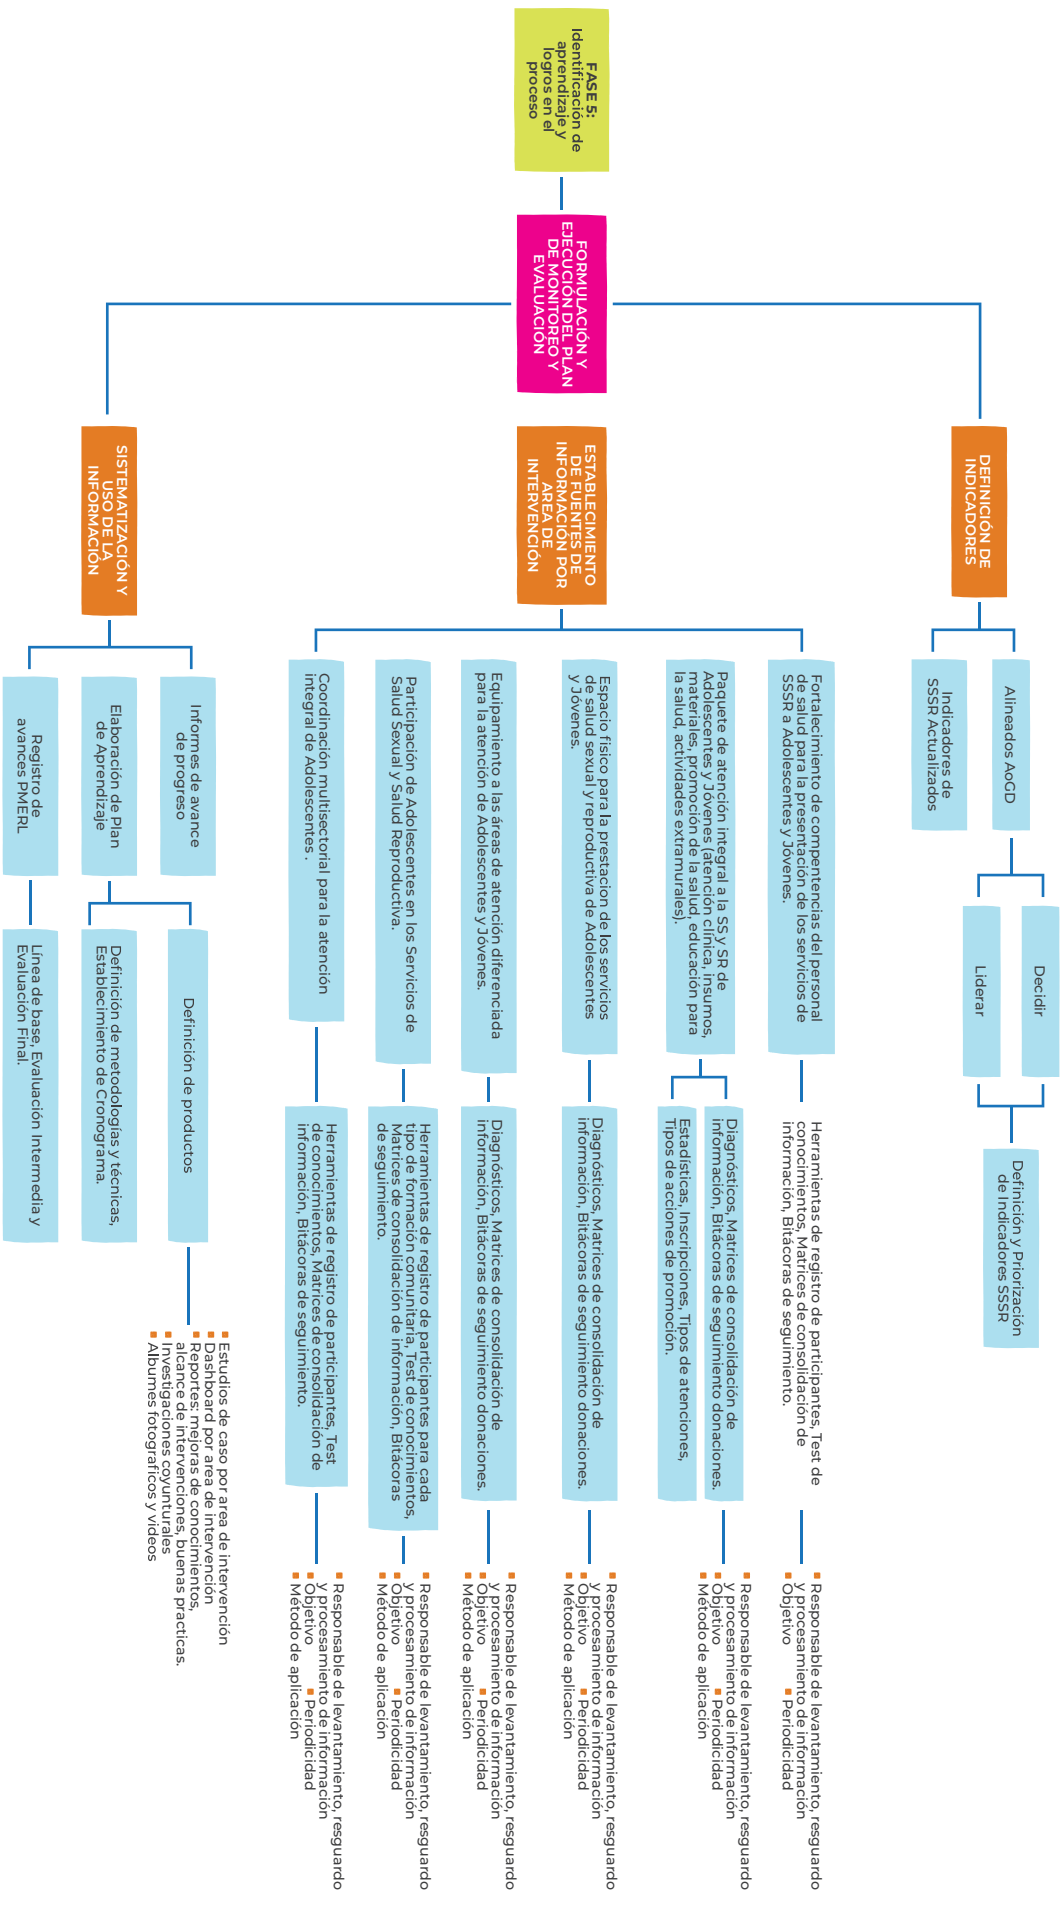 FASE 5:
Identificación de
aprendizaje y
logros en el
proceso
FORMULACIÓN Y
EJECUCIÓN DEL PLAN
DE MONITOREO Y
EVALUACIÓN
DEFINICIÓN DE
INDICADORES
Alineados AoGD
Decidir
Liderar
Definición y Priorización
de Indicadores SSSR
Indicadores de
SSSR Actualizados
ESTABLECIMIENTO
DE FUENTES DE
INFORMACIÓN POR
AREA DE
INTERVENCIÓN
Fortalecimiento de compentencias del personal
de salud para la presentación de los servicios de
SSSR a Adolescentes y Jóvenes.
Herramientas de registro de participantes, Test de
conocimientos, Matrices de consolidación de
información, Bitácoras de seguimiento.
Responsable de levantamiento, resguardo
y procesamiento de información
Objetivo Periodicidad
Paquete de atención integral a la SS y SR de
Adolescentes y Jóvenes (atención clínica, insumos,
materiales, promoción de la salud, educación para
la salud, actividades extramurales).
Diagnósticos, Matrices de consolidación de
información, Bitácoras de seguimiento donaciones.
Estadísticas, Inscripciones, Tipos de atenciones,
Tipos de acciones de promoción.
Responsable de levantamiento, resguardo
y procesamiento de información
Objetivo Periodicidad
Método de aplicación
Espacio físico para la prestacion de los servicios
de salud sexual y reproductiva de Adolescentes
y Jóvenes.
Diagnósticos, Matrices de consolidación de
información, Bitácoras de seguimiento donaciones.
Responsable de levantamiento, resguardo
y procesamiento de información
Objetivo Periodicidad
Método de aplicación
Equipamiento a las áreas de atención diferenciada
para la atención de Adolescentes y Jóvenes.
Diagnósticos, Matrices de consolidación de
información, Bitácoras de seguimiento donaciones.
Responsable de levantamiento, resguardo
y procesamiento de información
Objetivo Periodicidad
Método de aplicación
Participación de Adolescentes en los Servicios de
Salud Sexual y Salud Reproductiva.
Herramientas de registro de participantes para cada
tipo de formación comunitaria, Test de conocimientos,
Matrices de consolidación de información, Bitácoras
de seguimiento.
Responsable de levantamiento, resguardo
y procesamiento de información
Objetivo Periodicidad
Método de aplicación
Coordinación multisectorial para la atención
integral de Adolescentes .
Herramientas de registro de participantes, Test
de conocimientos, Matrices de consolidación de
información, Bitácoras de seguimiento.
Responsable de levantamiento, resguardo
y procesamiento de información
Objetivo Periodicidad
Método de aplicación
SISTEMATIZACIÓN Y
USO DE LA
INFORMACIÓN
Informes de avance
de progreso
Elaboración de Plan
de Aprendizaje
Definición de productos
Estudios de caso por area de intervención
Dashboard por area de intervención
Reportes: mejoras de conocimientos,
alcance de intervenciones, buenas practicas.
Investigaciones coyunturales
Albumes fotograficos y videos
Definición de metodologías y técnicas,
Establecimiento de Cronograma.
Registro de
avances PMERL
Línea de base, Evaluación Intermedia y
Evaluación Final.